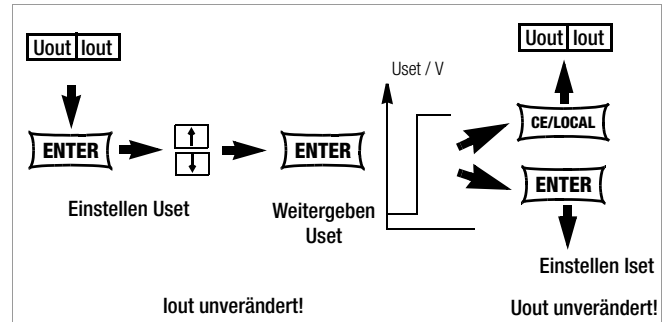 Uout Iout
ENTER
Einstellen Uset
↑
↓
ENTER
Weitergeben
Uset
Uset / V
Uout Iout
CE/LOCAL
ENTER
Einstellen Iset
Iout unverändert!
Uout unverändert!